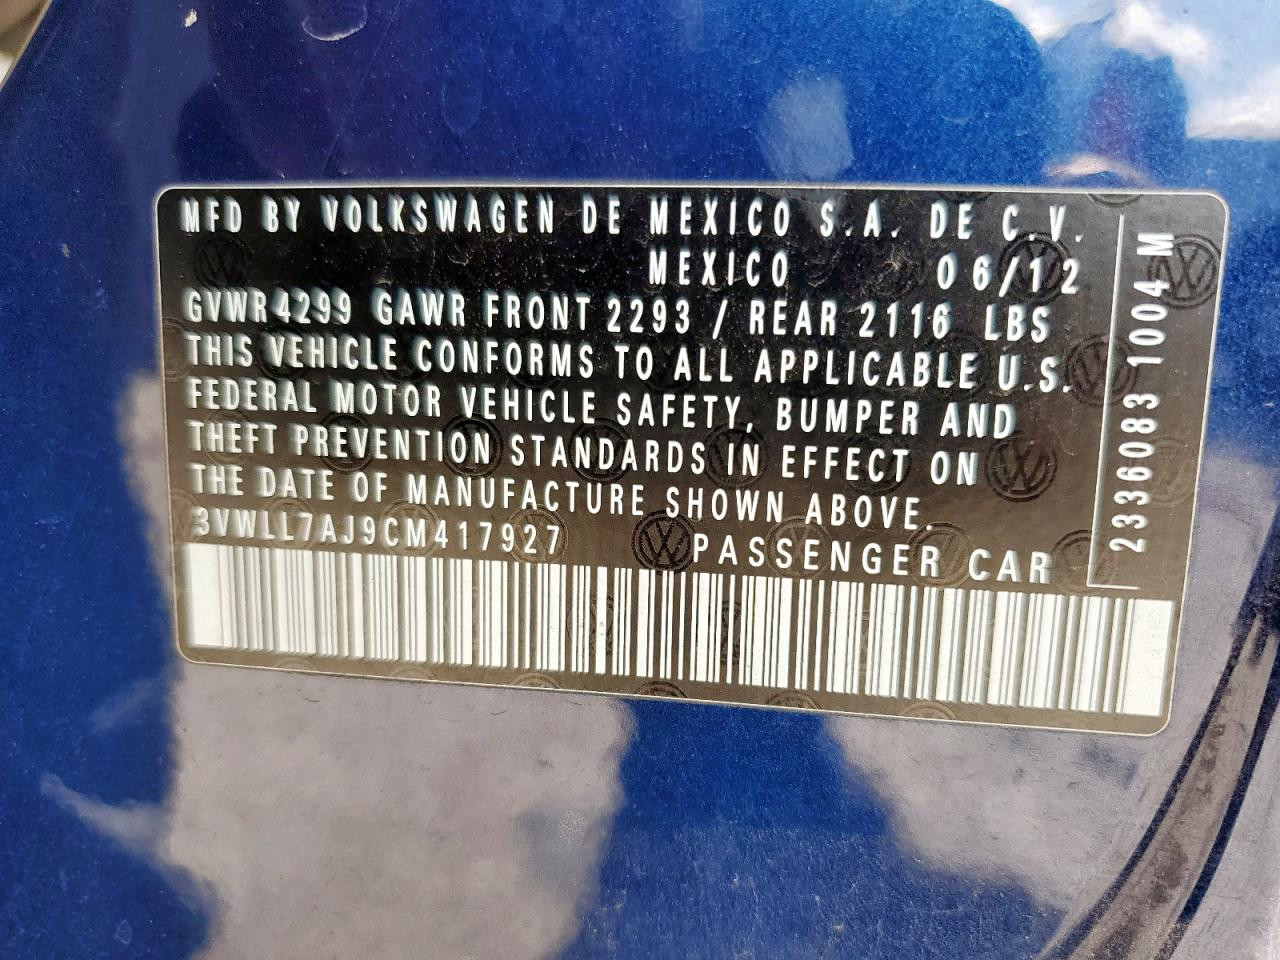 MFD BY VOLKSWAGEN DE MEXICO S.A. DE C.V.
MEXICO 06/12
GVWR 4299 GAWR FRONT 2293 / REAR 2116 LBS
THIS VEHICLE CONFORMS TO ALL APPLICABLE U.S.
FEDERAL MOTOR VEHICLE SAFETY, BUMPER AND
THEFT PREVENTION STANDARDS IN EFFECT ON
THE DATE OF MANUFACTURE SHOWN ABOVE.
3VWLL7AJ9CM417927 PASSENGER CAR
2336083 1004 M